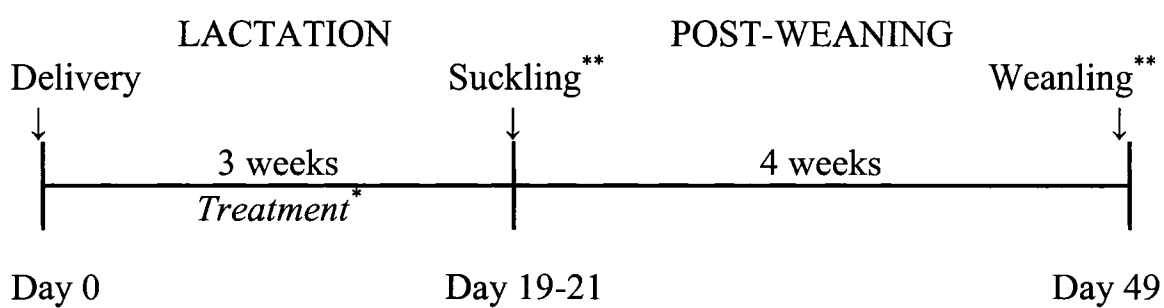 LACTATION POST-WEANING
Delivery Suckling** Weanling**
3 weeks 4 weeks
Treatment*
Day 0 Day 19-21 Day 49